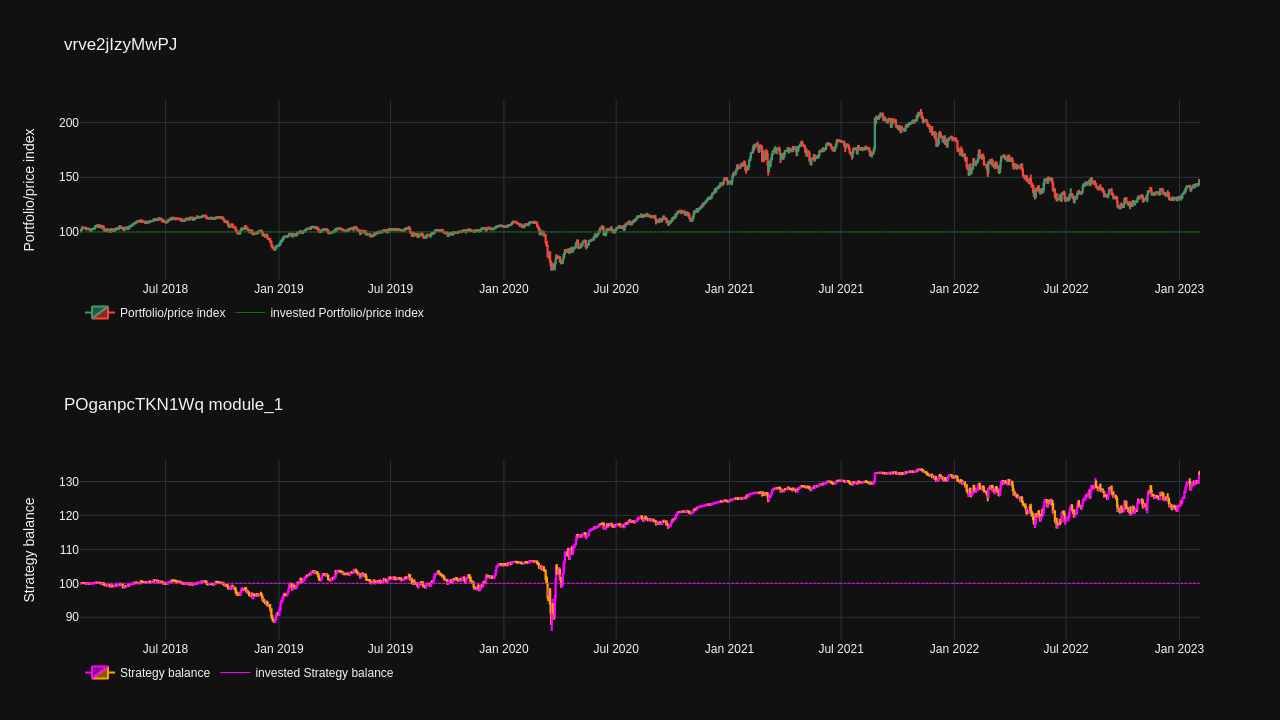 vrve2jIzyMwPJ
Portfolio/price index
200
150
100
Jul 2018 Jan 2019 Jul 2019 Jan 2020 Jul 2020 Jan 2021 Jul 2021 Jan 2022 Jul 2022 Jan 2023
Portfolio/price index invested Portfolio/price index
POganpcTKN1Wq module_1
Strategy balance
130
120
110
100
90
Jul 2018 Jan 2019 Jul 2019 Jan 2020 Jul 2020 Jan 2021 Jul 2021 Jan 2022 Jul 2022 Jan 2023
Strategy balance invested Strategy balance